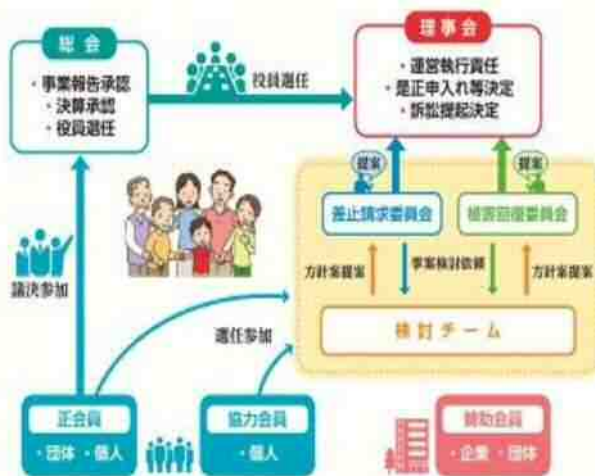 総会
・事業報告承認
・決算承認
・役員選任
役員選任
理事会
・運営執行責任
・是正申入れ等決定
・訴訟提起決定
提案
提案
差止請求委員会
被害回復委員会
方針案提案
事案検討依頼
方針案提案
検討チーム
議決参加
選任参加
正会員
・団体 ・個人
協力会員
・個人
賛助会員
・企業 ・団体